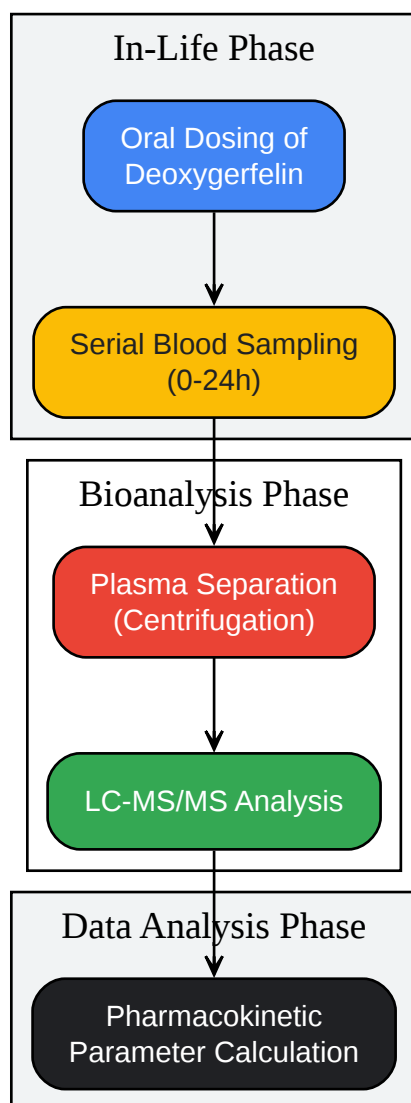 In-Life Phase
Oral Dosing of
Deoxygerfelin
Serial Blood Sampling
(0-24h)
Bioanalysis Phase
Plasma Separation
(Centrifugation)
LC-MS/MS Analysis
Data Analysis Phase
Pharmacokinetic
Parameter Calculation